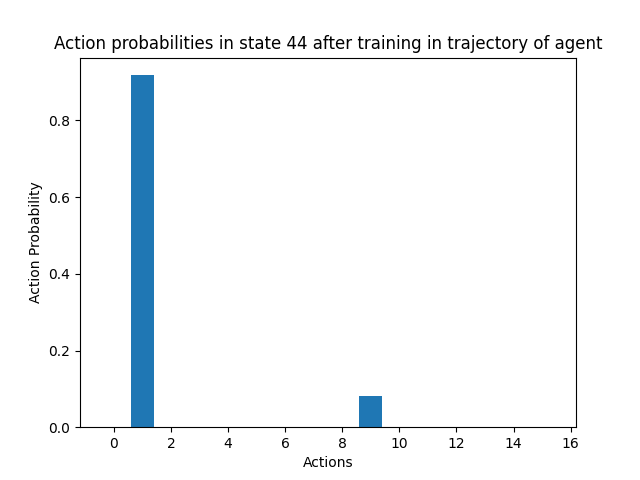 Action probabilities in state 44 after training in trajectory of agent
0.8
0.6
0.4
0.2
0.0
Action Probability
0 2 4 6 8 10 12 14 16
Actions